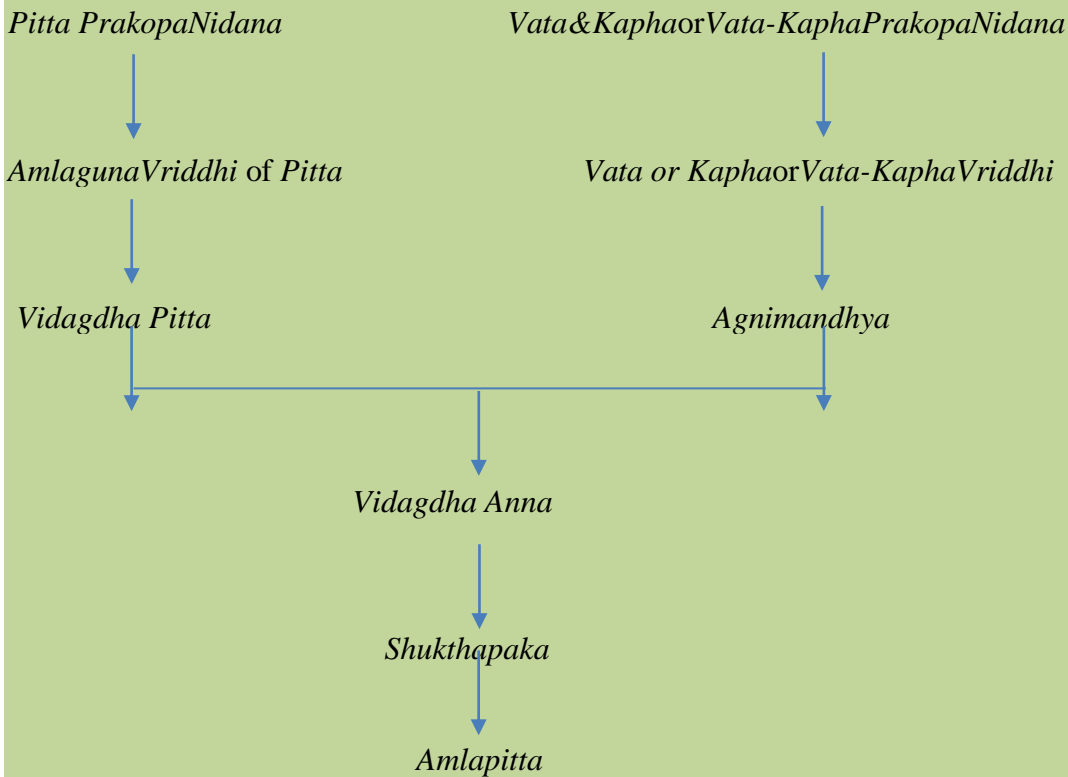 Pitta PrakopaNidana
Vata&KaphaorVata-KaphaPrakopaNidana
AmlagunaVriddhi of Pitta
Vata or KaphaorVata-KaphaVriddhi
Vidagdha Pitta
Agnimandhya
Vidagdha Anna
Shukthapaka
Amlapitta